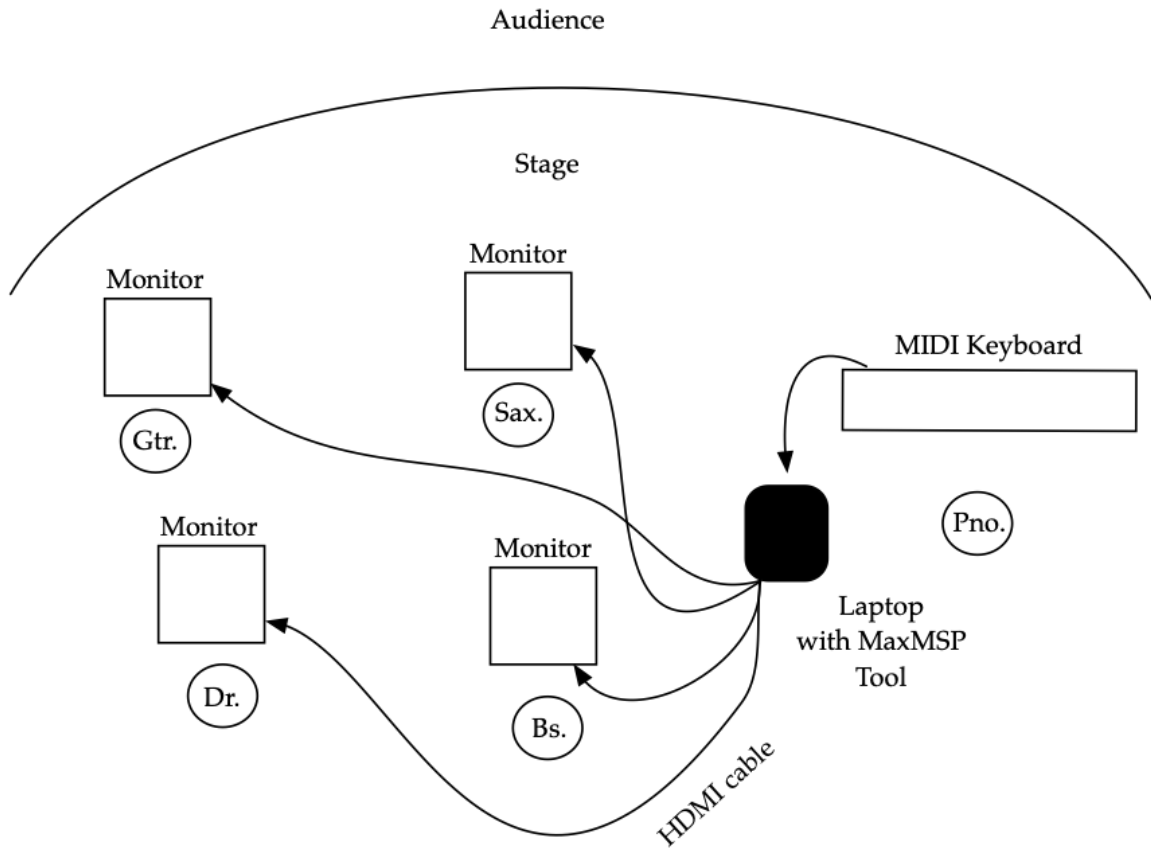 Audience
Stage
Monitor
Monitor
MIDI Keyboard
Gtr.
Sax.
Monitor
Monitor
Pno.
Laptop
with MaxMSP
Tool
Dr.
Bs.
HDMI cable